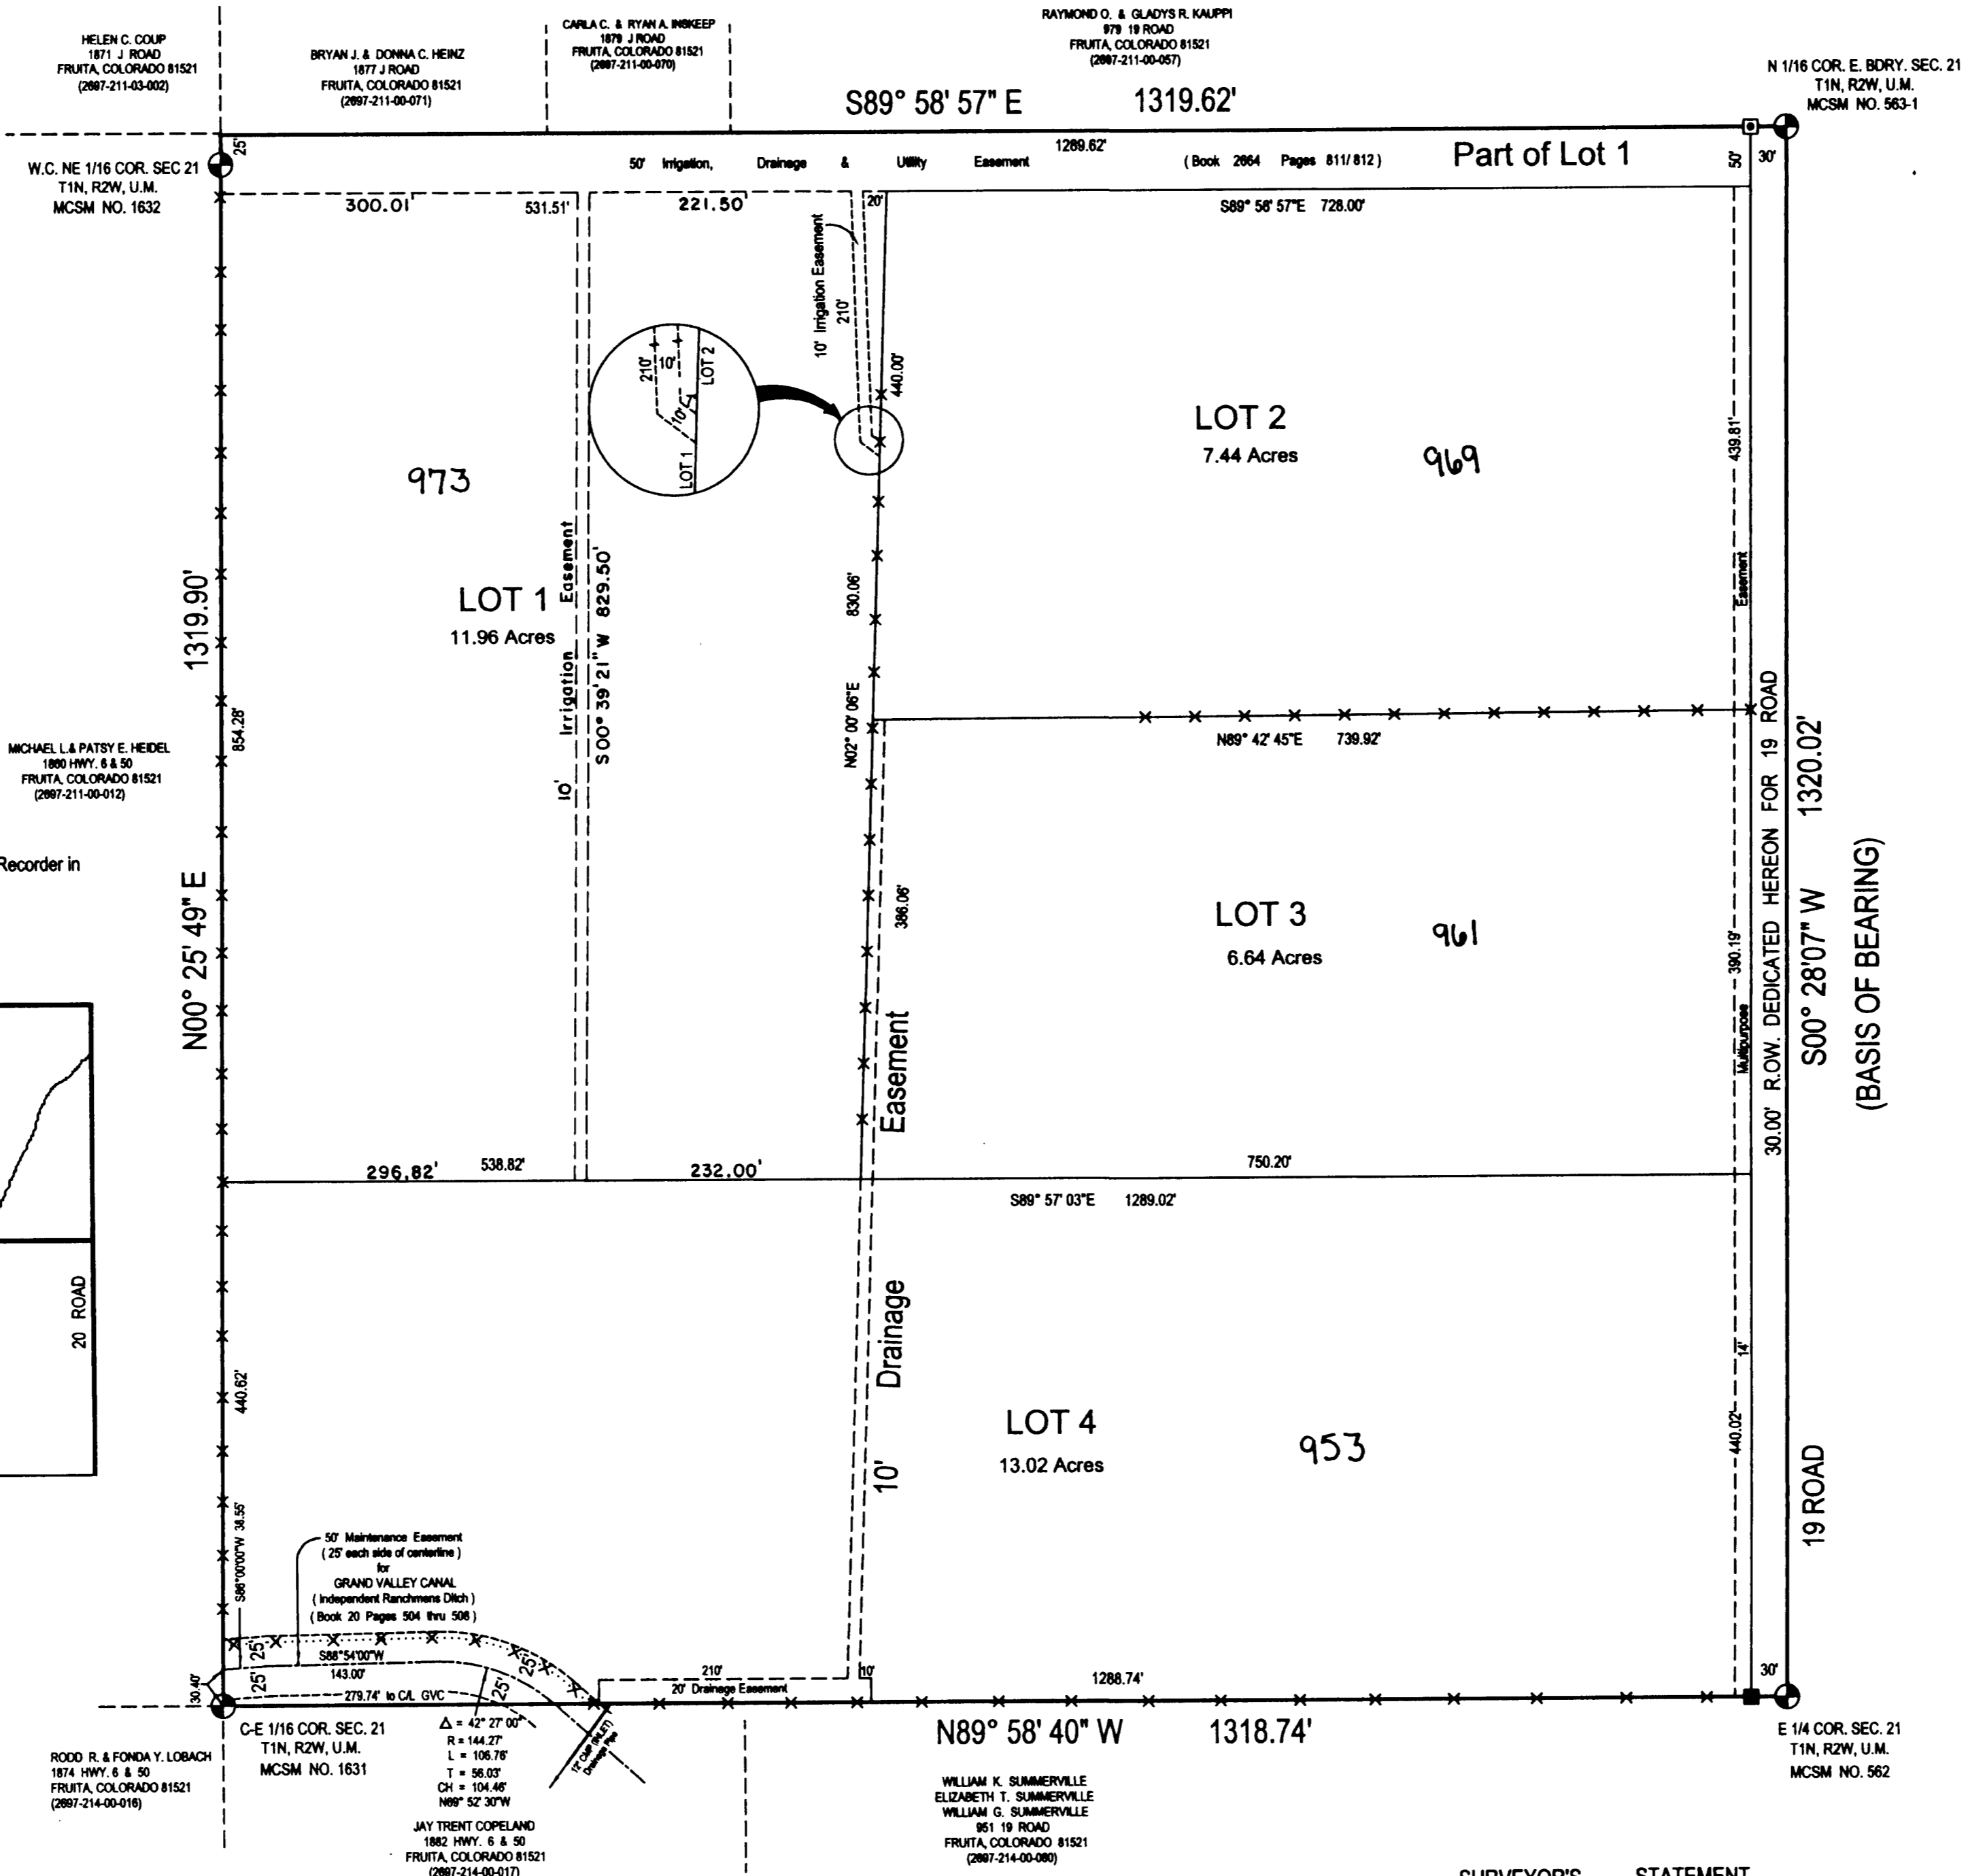 HELEN C. COUP
1871 J ROAD
FRUITA, COLORADO 81521
(2697-211-03-002)
BRYAN J. & DONNA C. HEINZ
1877 J ROAD
FRUITA, COLORADO 81521
(2697-211-00-071)
CARLA C. & RYAN A. INSKEEP
1879 J ROAD
FRUITA, COLORADO 81521
(2697-211-00-070)
RAYMOND O. & GLADYS R. KAUPPI
979 19 ROAD
FRUITA, COLORADO 81521
(2697-211-00-057)
N 1/16 COR. E. BDRY. SEC. 21
T1N, R2W, U.M.
MCSM NO. 563-1
S89° 58' 57" E 1319.62'
W.C. NE 1/16 COR. SEC 21
T1N, R2W, U.M.
MCSM NO. 1632
25'
1289.62'
50' Irrigation, Drainage & Utility Easement (Book 2664 Pages 811/812)
Part of Lot 1
50'
30'
300.01'
531.51'
221.50'
20'
S89° 58' 57"E 728.00'
10' Irrigation Easement
210'
440.00'
210'
10'
10'
LOT 2
LOT 1
LOT 2
7.44 Acres
969
439.81'
973
LOT 1
11.96 Acres
10' Irrigation Easement
S 00° 39' 21" W 829.50'
830.06'
N02° 00' 06"E
1319.90'
N00° 25' 49" E
854.28'
N89° 42' 45"E 739.92'
MICHAEL L.& PATSY E. HEIDEL
1860 HWY. 6 & 50
FRUITA, COLORADO 81521
(2697-211-00-012)
Recorder in
386.06'
LOT 3
6.64 Acres
961
390.19'
Multipurpose Easement
14'
30.00' R.O.W. DEDICATED HEREON FOR 19 ROAD
S00° 28'07" W 1320.02'
(BASIS OF BEARING)
296.82'
538.82'
232.00'
750.20'
S89° 57' 03"E 1289.02'
10' Drainage Easement
20 ROAD
440.62'
LOT 4
13.02 Acres
953
440.02'
19 ROAD
S86°00'00"W 38.55'
50' Maintenance Easement
(25' each side of centerline)
for
GRAND VALLEY CANAL
(Independent Ranchmens Ditch)
(Book 20 Pages 504 thru 508)
25'
25'
S88°54'00"W
143.00'
25'
25'
279.74' to C/L GVC
30.40'
210'
20' Drainage Easement
10'
1288.74'
30'
12" CMP (INLET)
Drainage Pipe
N89° 58' 40" W 1318.74'
C-E 1/16 COR. SEC. 21
T1N, R2W, U.M.
MCSM NO. 1631
Δ = 42° 27' 00"
R = 144.27'
L = 106.76'
T = 56.03'
CH = 104.46'
N69° 52' 30"W
E 1/4 COR. SEC. 21
T1N, R2W, U.M.
MCSM NO. 562
RODD R. & FONDA Y. LOBACH
1874 HWY. 6 & 50
FRUITA, COLORADO 81521
(2697-214-00-016)
JAY TRENT COPELAND
1882 HWY. 6 & 50
FRUITA, COLORADO 81521
(2697-214-00-017)
WILLIAM K. SUMMERVILLE
ELIZABETH T. SUMMERVILLE
WILLIAM G. SUMMERVILLE
951 19 ROAD
FRUITA, COLORADO 81521
(2697-214-00-080)
SURVEYOR'S STATEMENT